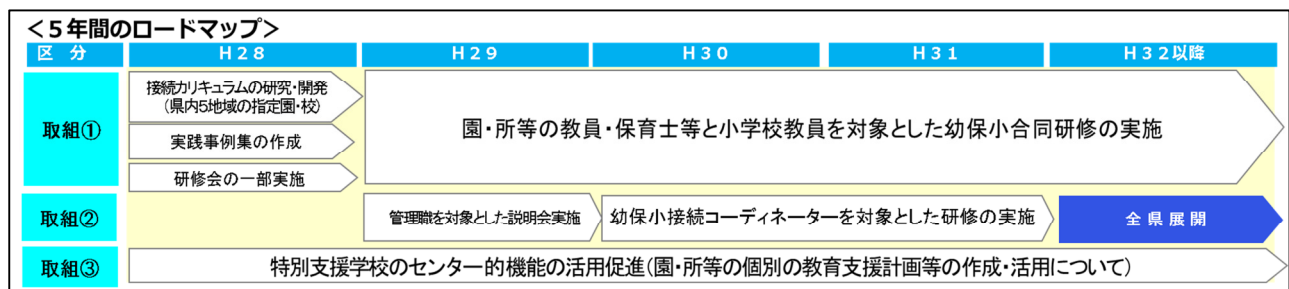 ＜５年間のロードマップ＞
区 分 Ｈ２８ Ｈ２９ Ｈ３０ Ｈ３１ Ｈ３２以降
取組①
接続カリキュラムの研究・開発
（県内5地域の指定園・校）
実践事例集の作成
研修会の一部実施
園・所等の教員・保育士等と小学校教員を対象とした幼保小合同研修の実施
取組②
管理職を対象とした説明会実施
幼保小接続コーディネーターを対象とした研修の実施
全県展開
取組③
特別支援学校のセンター的機能の活用促進（園・所等の個別の教育支援計画等の作成・活用について）